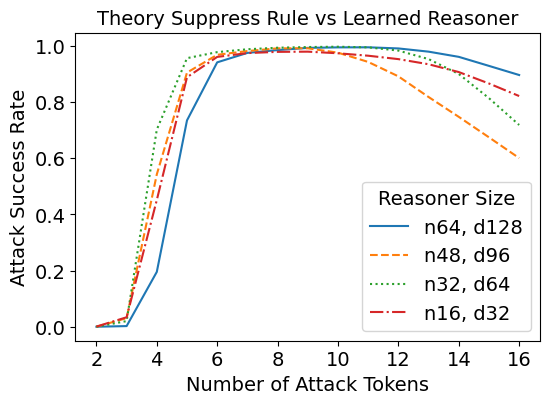 Theory Suppress Rule vs Learned Reasoner
Attack Success Rate
1.0
0.8
0.6
0.4
0.2
0.0
Reasoner Size
n64, d128
n48, d96
n32, d64
n16, d32
2 4 6 8 10 12 14 16
Number of Attack Tokens